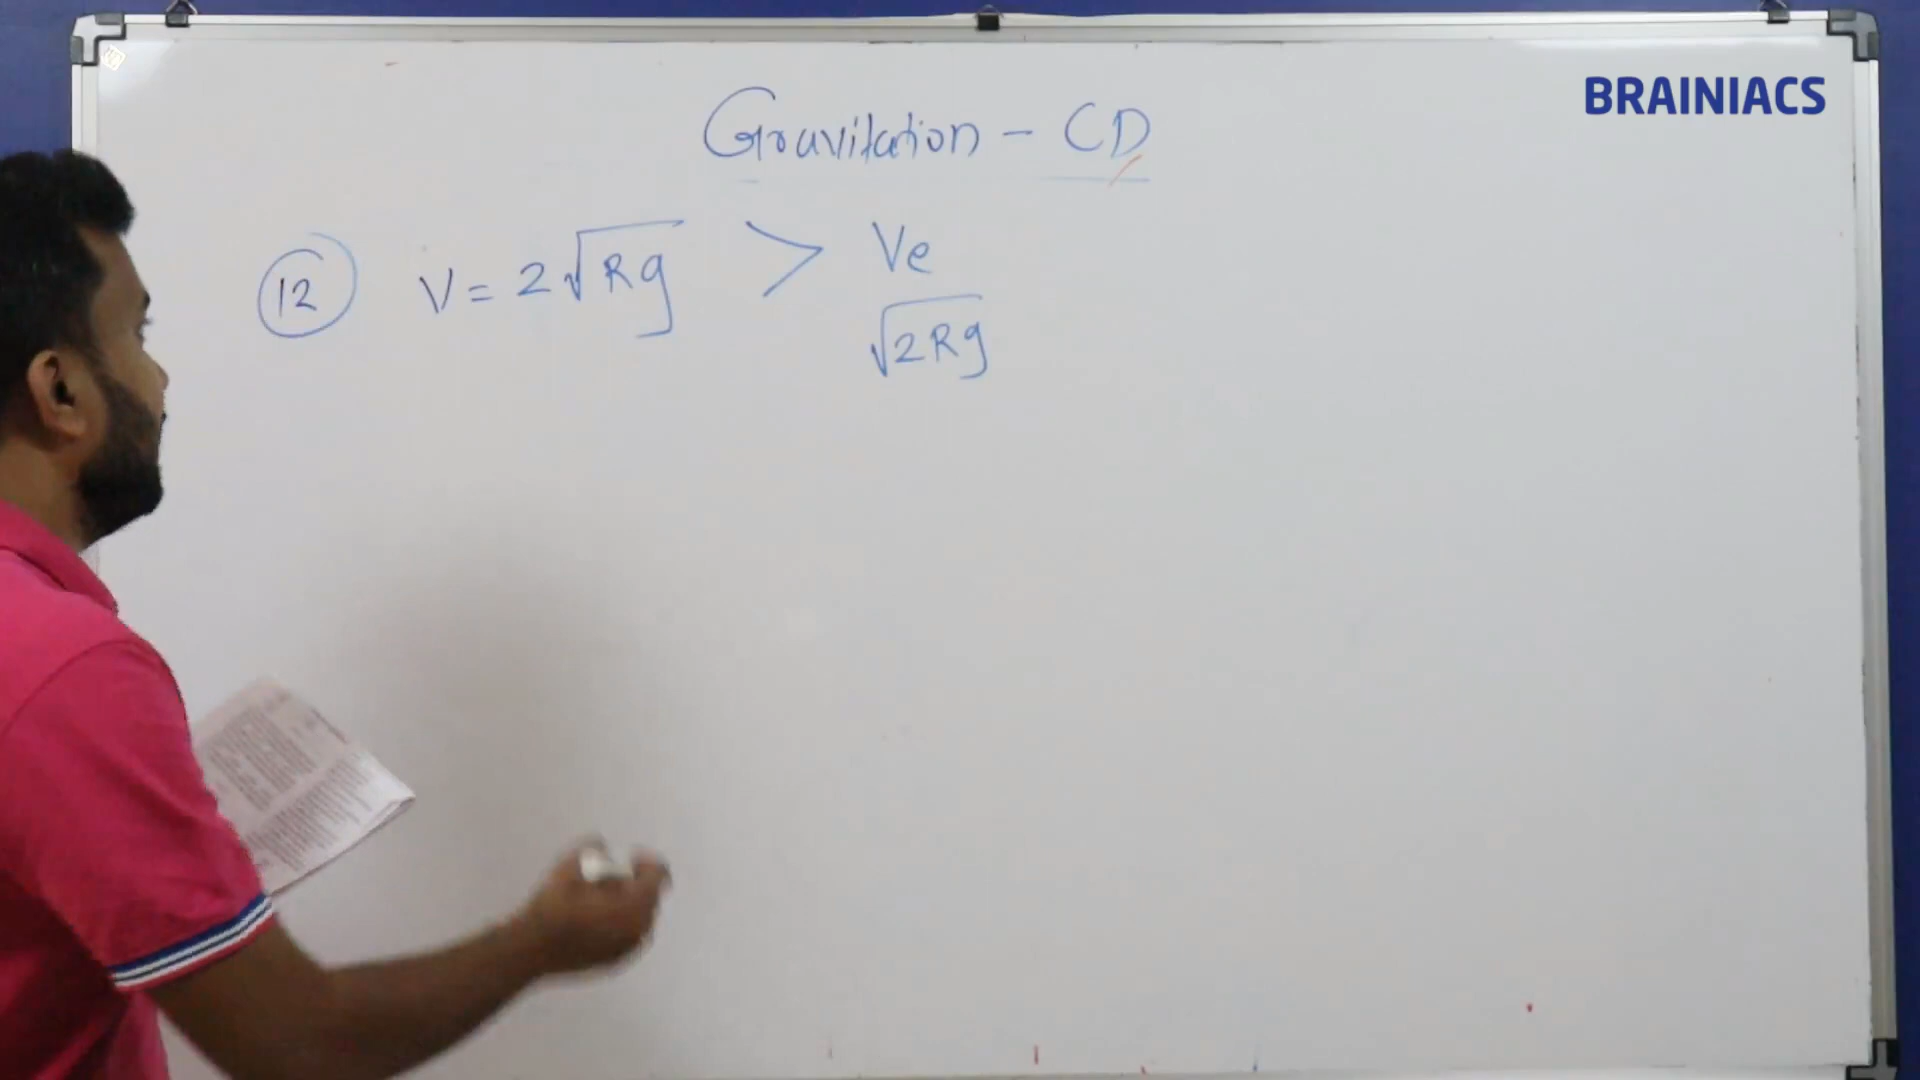 BRAINIACS
Gravitation - CD
12 V = 2√Rg > Ve
√2Rg